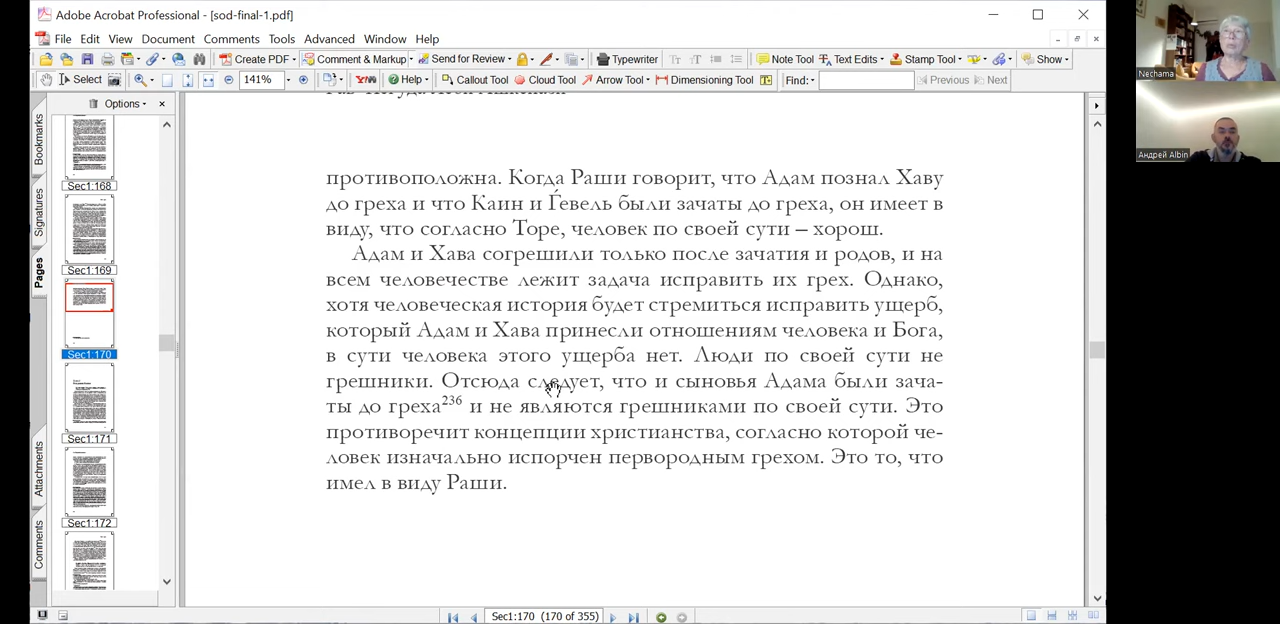 Adobe Acrobat Professional - [sod-final-1.pdf]
File Edit View Document Comments Tools Advanced Window Help
Create PDF Comment & Markup Send for Review Typewriter Note Tool Text Edits Stamp Tool Show
Select 141% Help Callout Tool Cloud Tool Arrow Tool Dimensioning Tool Find: Previous Next
Options
Bookmarks
Signatures
Pages
Attachments
Comments
Sec1:168
Sec1:169
Sec1:170
Sec1:171
Sec1:172
противоположна. Когда Раши говорит, что Адам познал Хаву
до греха и что Каин и Ѓевель были зачаты до греха, он имеет в
виду, что согласно Торе, человек по своей сути – хорош.
Адам и Хава согрешили только после зачатия и родов, и на
всем человечестве лежит задача исправить их грех. Однако,
хотя человеческая история будет стремиться исправить ущерб,
который Адам и Хава принесли отношениям человека и Бога,
в сути человека этого ущерба нет. Люди по своей сути не
грешники. Отсюда следует, что и сыновья Адама были зача-
ты до греха236 и не являются грешниками по своей сути. Это
противоречит концепции христианства, согласно которой че-
ловек изначально испорчен первородным грехом. Это то, что
имел в виду Раши.
Sec1:170 (170 of 355)
Nechama
Андрей Albin